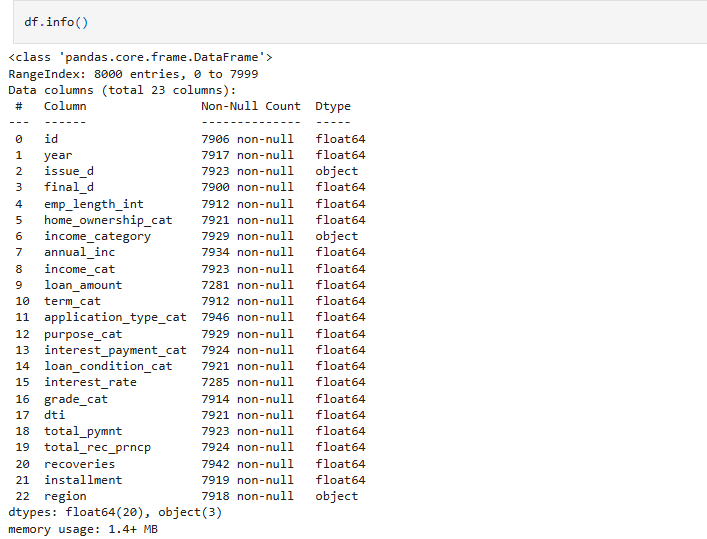 df.info()
<class 'pandas.core.frame.DataFrame'>
RangeIndex: 8000 entries, 0 to 7999
Data columns (total 23 columns):
 #   Column                Non-Null Count  Dtype
---  ------                --------------  -----
 0   id                    7906 non-null   float64
 1   year                  7917 non-null   float64
 2   issue_d               7923 non-null   object
 3   final_d               7900 non-null   float64
 4   emp_length_int        7912 non-null   float64
 5   home_ownership_cat    7921 non-null   float64
 6   income_category       7929 non-null   object
 7   annual_inc            7934 non-null   float64
 8   income_cat            7923 non-null   float64
 9   loan_amount           7281 non-null   float64
 10  term_cat              7912 non-null   float64
 11  application_type_cat  7946 non-null   float64
 12  purpose_cat           7929 non-null   float64
 13  interest_payment_cat  7924 non-null   float64
 14  loan_condition_cat    7921 non-null   float64
 15  interest_rate         7285 non-null   float64
 16  grade_cat             7914 non-null   float64
 17  dti                   7921 non-null   float64
 18  total_pymnt           7923 non-null   float64
 19  total_rec_prncp       7924 non-null   float64
 20  recoveries            7942 non-null   float64
 21  installment           7919 non-null   float64
 22  region                7918 non-null   object
dtypes: float64(20), object(3)
memory usage: 1.4+ MB